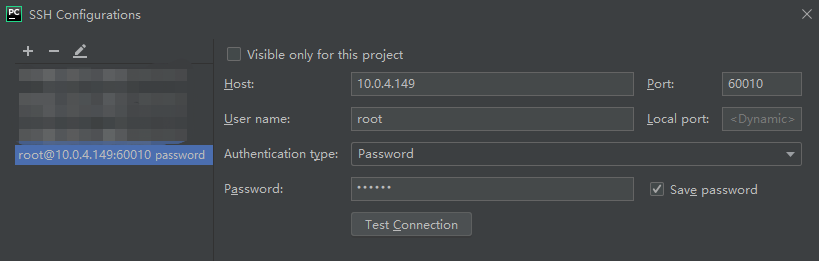 PC SSH Configurations
Visible only for this project
Host: 10.0.4.149 Port: 60010
User name: root Local port: <Dynamic>
root@10.0.4.149:60010 password
Authentication type: Password
Password: •••••• Save password
Test Connection